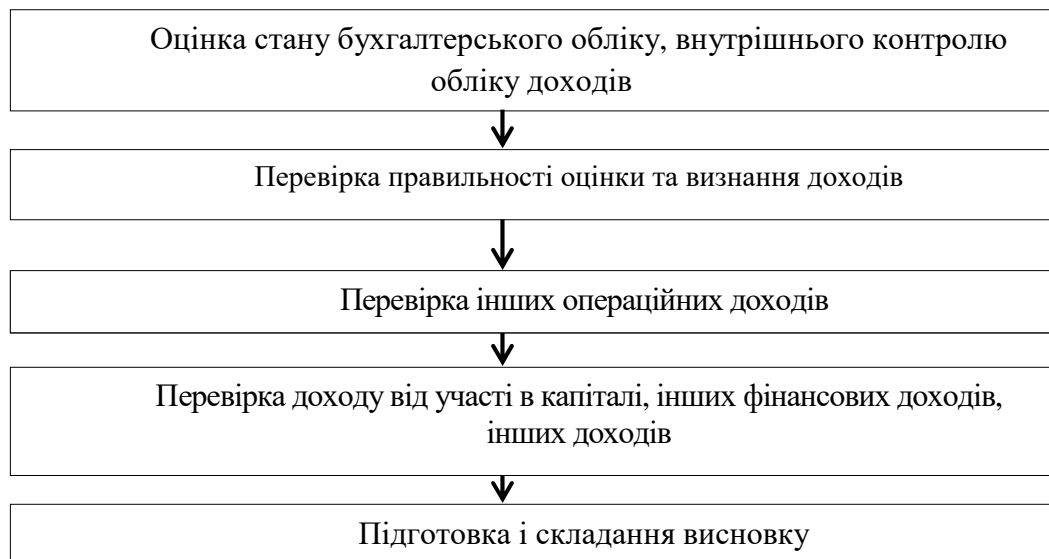 Оцінка стану бухгалтерського обліку, внутрішнього контролю
обліку доходів
Перевірка правильності оцінки та визнання доходів
Перевірка інших операційних доходів
Перевірка доходу від участі в капіталі, інших фінансових доходів,
інших доходів
Підготовка і складання висновку